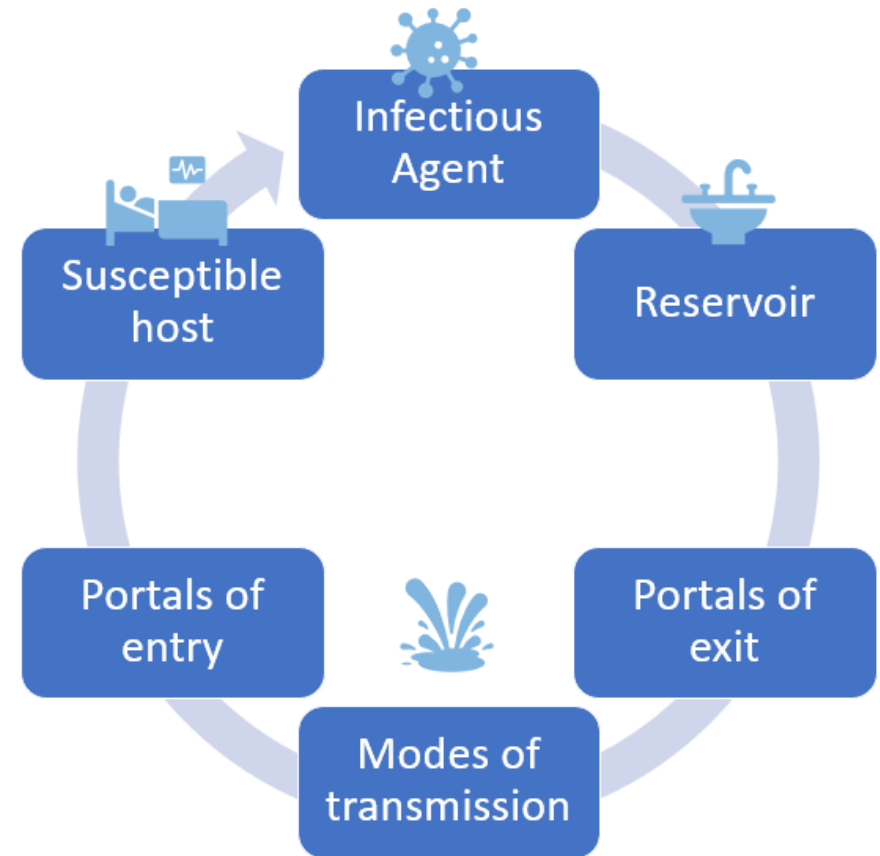 Infectious
Agent
Reservoir
Portals of
exit
Modes of
transmission
Portals of
entry
Susceptible
host